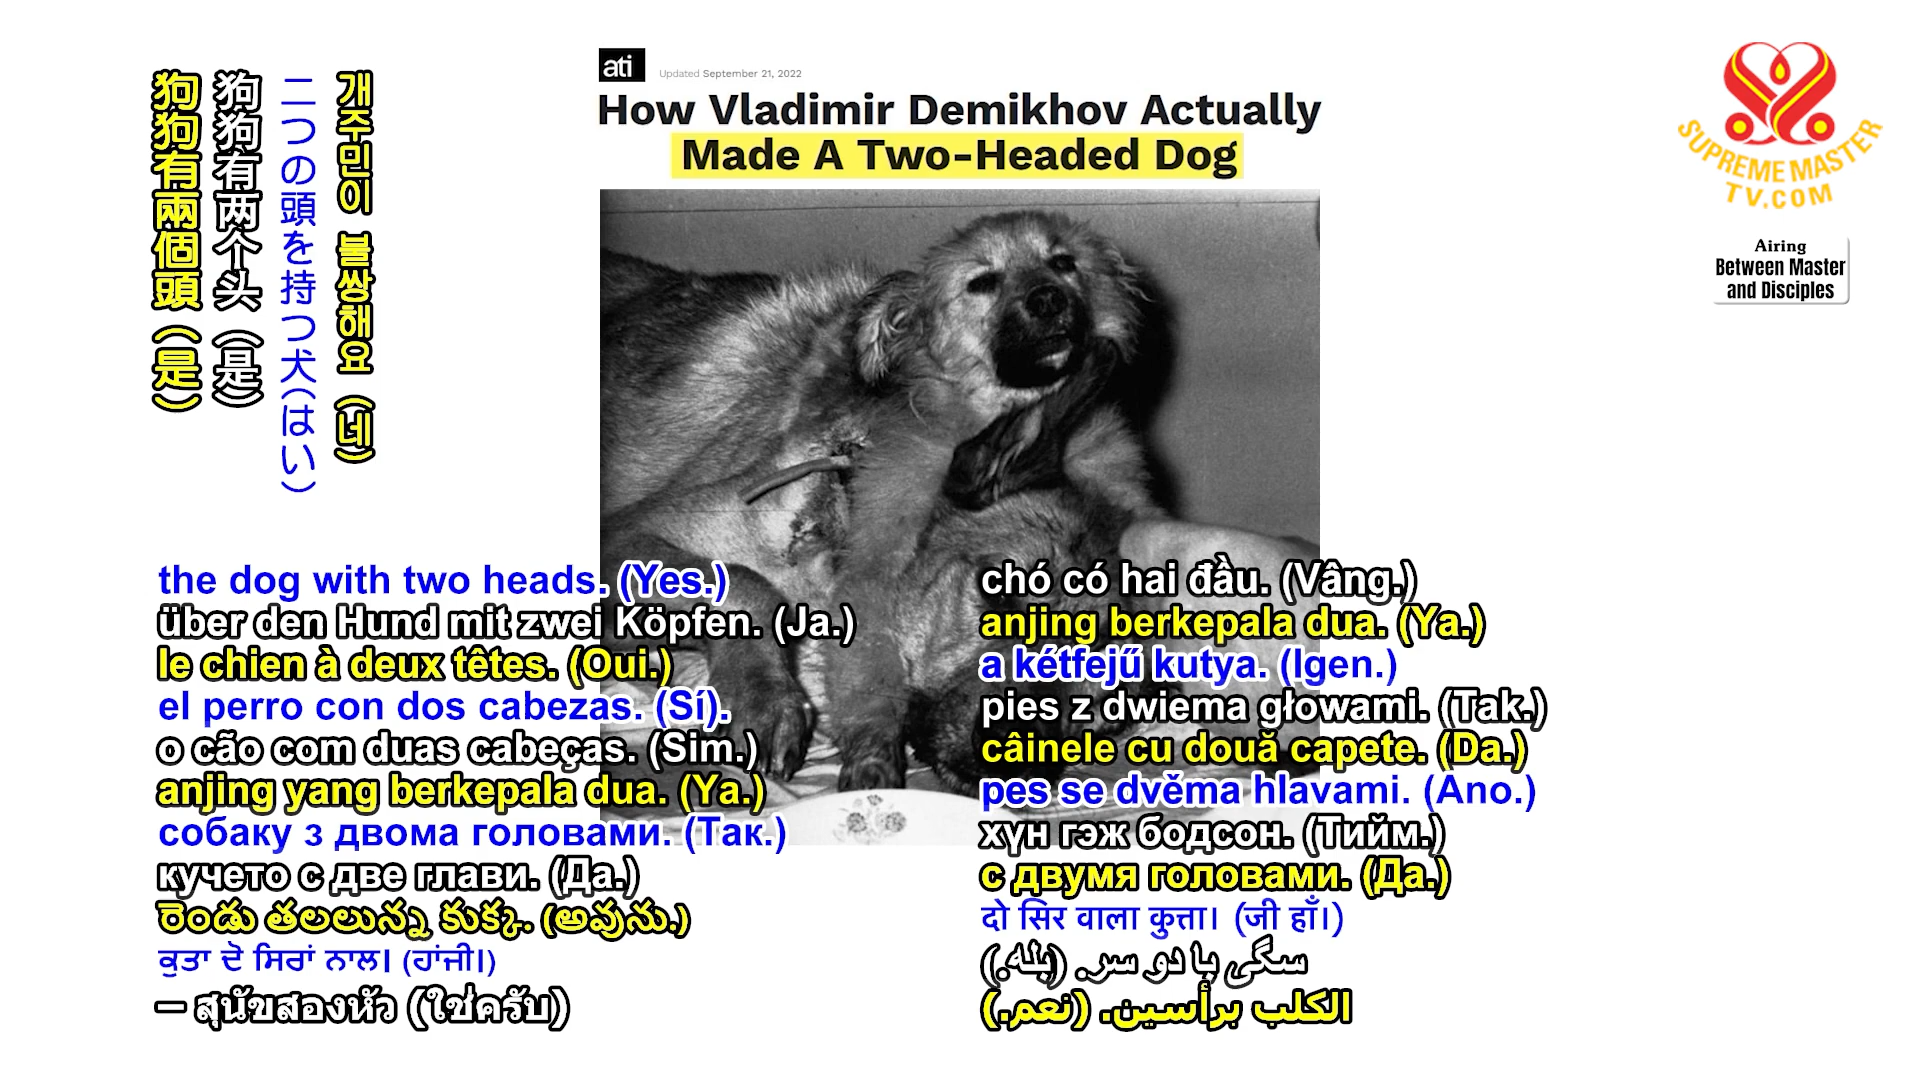 ati Updated September 21, 2022
How Vladimir Demikhov Actually
Made A Two-Headed Dog
SUPREME MASTER
TV.COM
Airing
Between Master
and Disciples
狗狗有兩個頭（是）
狗狗有两个头（是）
二つの頭を持つ犬（はい）
개주민이 불쌍해요 (네)
the dog with two heads. (Yes.)
über den Hund mit zwei Köpfen. (Ja.)
le chien à deux têtes. (Oui.)
el perro con dos cabezas. (Sí).
o cão com duas cabeças. (Sim.)
anjing yang berkepala dua. (Ya.)
собаку з двома головами. (Так.)
кучето с две глави. (Да.)
రెండు తలలున్న కుక్క. (అవును.)
ਕੁਤਾ ਦੋ ਸਿਰਾਂ ਨਾਲ। (ਹਾਂਜੀ।)
– สุนัขสองหัว (ใช่ครับ)
chó có hai đầu. (Vâng.)
anjing berkepala dua. (Ya.)
a kétfejű kutya. (Igen.)
pies z dwiema głowami. (Tak.)
câinele cu două capete. (Da.)
pes se dvěma hlavami. (Ano.)
хүн гэж бодсон. (Тийм.)
с двумя головами. (Да.)
दो सिर वाला कुत्ता। (जी हाँ।)
سگی با دو سر. (بله.)
الكلب برأسين. (نعم.)